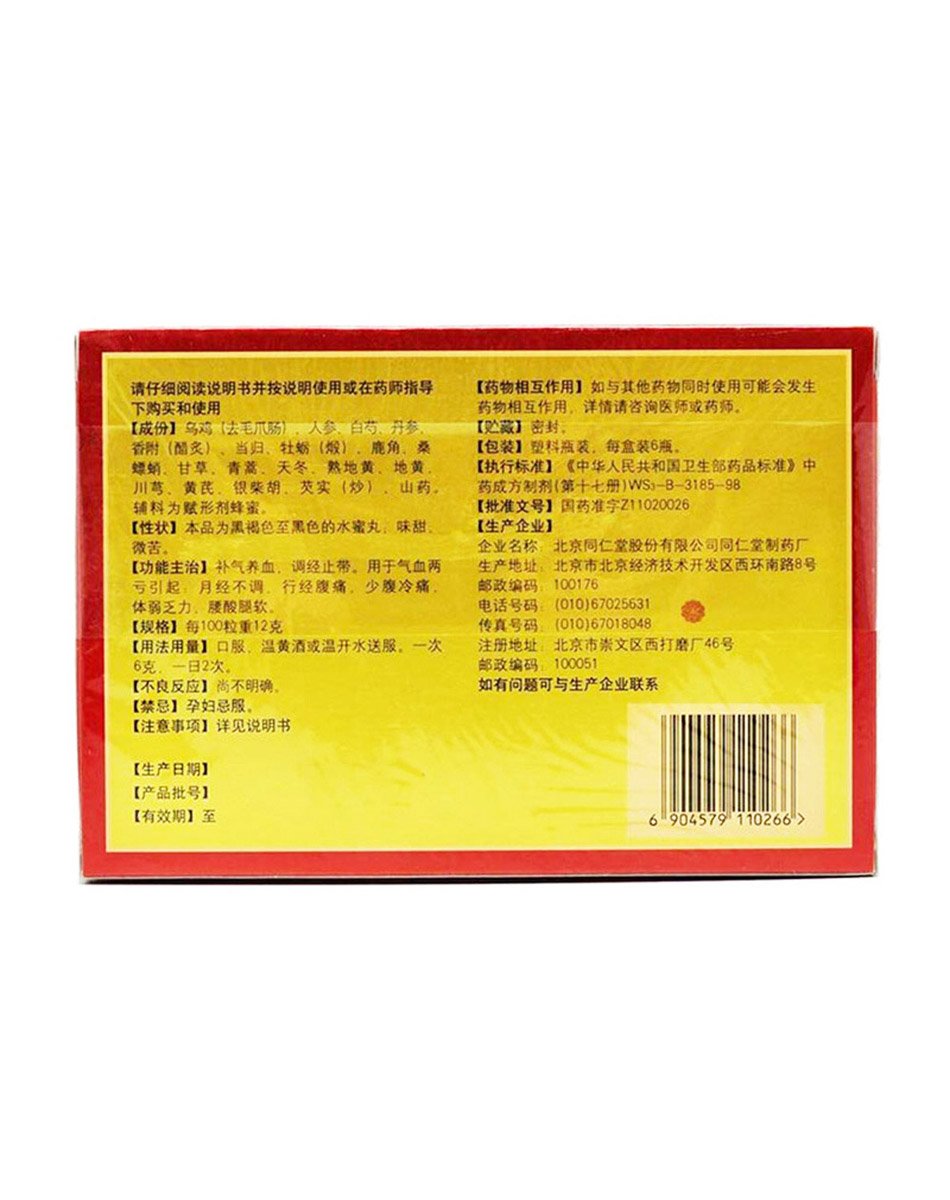 请仔细阅读说明书并按说明使用或在药师指导
下购买和使用
【成份】乌鸡（去毛爪肠）、人参、白芍、丹参、
香附（醋炙）、当归、牡蛎（煅）、鹿角、桑
螵蛸、甘草、青蒿、天冬、熟地黄、地黄、
川芎、黄芪、银柴胡、芡实（炒）、山药。
辅料为赋形剂蜂蜜。
【性状】本品为黑褐色至黑色的水蜜丸；味甜、
微苦。
【功能主治】补气养血，调经止带。用于气血两
亏引起：月经不调，行经腹痛，少腹冷痛，
体弱乏力，腰酸腿软。
【规格】每100粒重12克
【用法用量】口服，温黄酒或温开水送服。一次
6克，一日2次。
【不良反应】尚不明确。
【禁忌】孕妇忌服。
【注意事项】详见说明书
【生产日期】
【产品批号】
【有效期】至
【药物相互作用】如与其他药物同时使用可能会发生
药物相互作用，详情请咨询医师或药师。
【贮藏】密封。
【包装】塑料瓶装，每盒装6瓶。
【执行标准】《中华人民共和国卫生部药品标准》中
药成方制剂(第十七册)WS₃-B-3185-98
【批准文号】国药准字Z11020026
【生产企业】
企业名称：北京同仁堂股份有限公司同仁堂制药厂
生产地址：北京市北京经济技术开发区西环南路8号
邮政编码：100176
电话号码：(010)67025631
传真号码：(010)67018048
注册地址：北京市崇文区西打磨厂46号
邮政编码：100051
如有问题可与生产企业联系
6 904579 110266 >